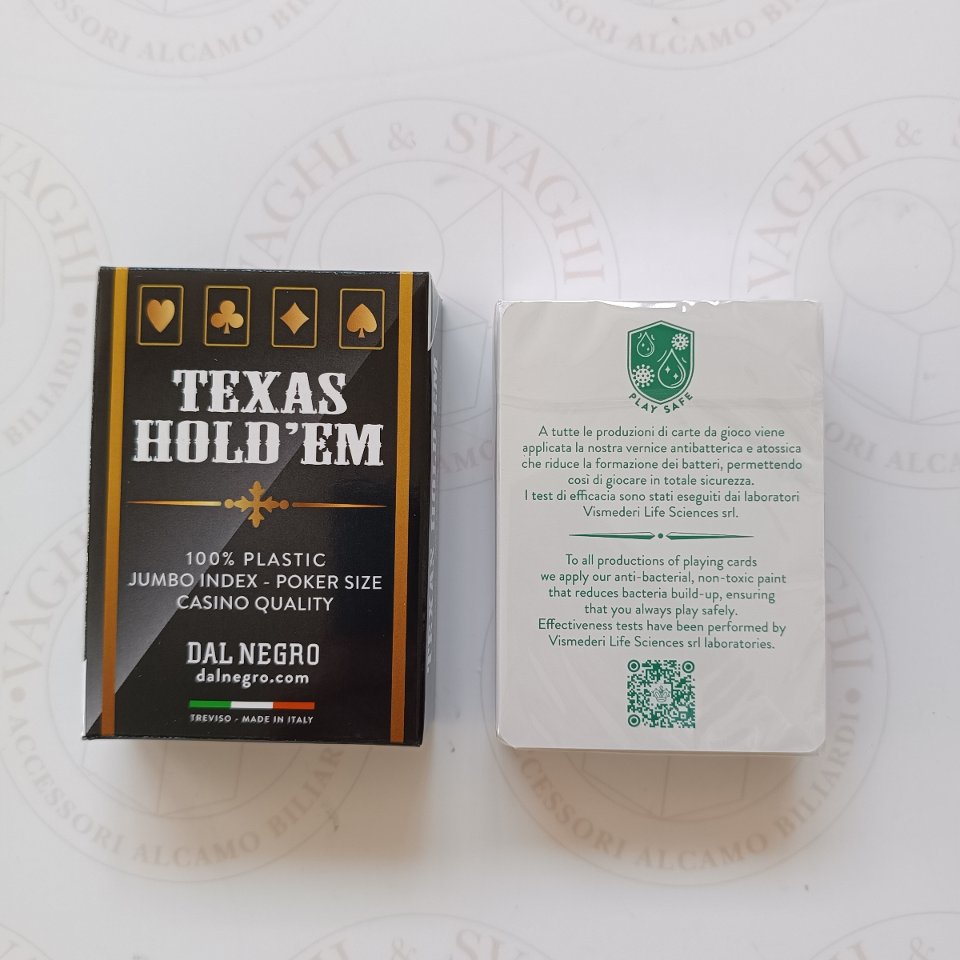 TEXAS
HOLD'EM
100% PLASTIC
JUMBO INDEX - POKER SIZE
CASINO QUALITY
DAL NEGRO
dalnegro.com
TREVISO - MADE IN ITALY
PLAY SAFE
A tutte le produzioni di carte da gioco viene
applicata la nostra vernice antibatterica e atossica
che riduce la formazione dei batteri, permettendo
così di giocare in totale sicurezza.
I test di efficacia sono stati eseguiti dai laboratori
Vismederi Life Sciences srl.
To all productions of playing cards
we apply our anti-bacterial, non-toxic paint
that reduces bacteria build-up, ensuring
that you always play safely.
Effectiveness tests have been performed by
Vismederi Life Sciences srl laboratories.
SVAGHI & SVAGHI
ACCESSORI ALCAMO BILIARDI